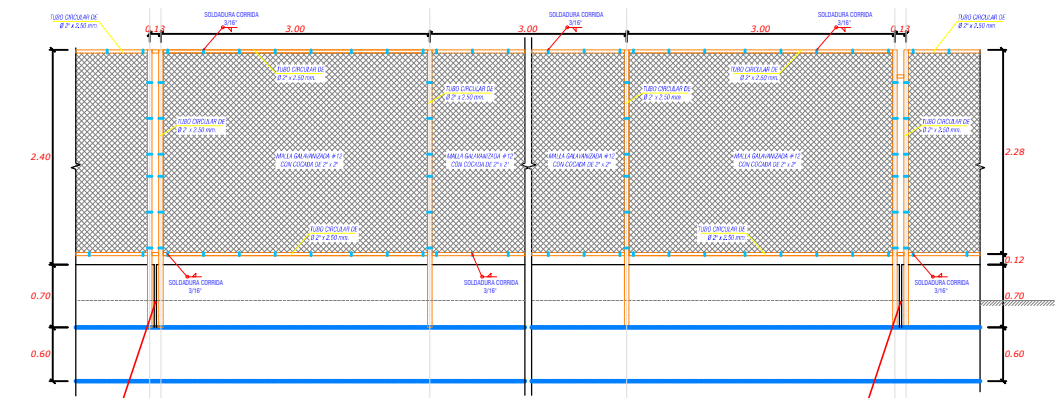 TUBO CIRCULAR DE
Ø 2" x 2.50 mm.
0.13
SOLDADURA CORRIDA
3/16"
3.00
SOLDADURA CORRIDA
3/16"
3.00
3.00
SOLDADURA CORRIDA
3/16"
0.13
TUBO CIRCULAR DE
Ø 2" x 2.50 mm.
TUBO CIRCULAR DE
Ø 2" x 2.50 mm.
TUBO CIRCULAR DE
Ø 2" x 2.50 mm.
TUBO CIRCULAR DE
Ø 2" x 2.50 mm.
TUBO CIRCULAR DE
Ø 2" x 2.50 mm.
TUBO CIRCULAR DE
Ø 2" x 2.50 mm.
TUBO CIRCULAR DE
Ø 2" x 2.50 mm.
2.40
MALLA GALAVANIZADA #12
CON COCADA DE 2" x 2"
MALLA GALAVANIZADA #12
CON COCADA DE 2" x 2"
MALLA GALAVANIZADA #12
CON COCADA DE 2" x 2"
MALLA GALAVANIZADA #12
CON COCADA DE 2" x 2"
2.28
TUBO CIRCULAR DE
Ø 2" x 2.50 mm.
TUBO CIRCULAR DE
Ø 2" x 2.50 mm.
0.12
SOLDADURA CORRIDA
3/16"
SOLDADURA CORRIDA
3/16"
SOLDADURA CORRIDA
3/16"
0.70
0.70
0.60
0.60